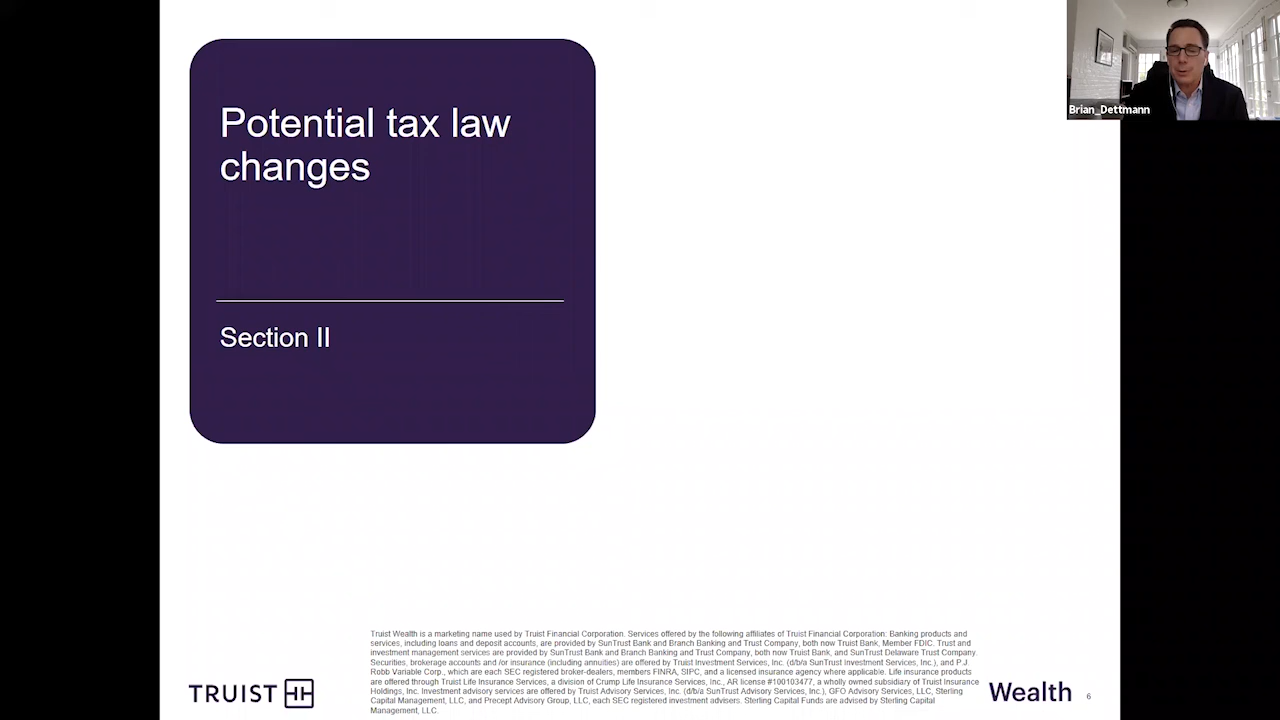 Potential tax law
changes
Section II
Brian_Dettmann
Truist Wealth is a marketing name used by Truist Financial Corporation. Services offered by the following affiliates of Truist Financial Corporation: Banking products and
services, including loans and deposit accounts, are provided by SunTrust Bank and Branch Banking and Trust Company, both now Truist Bank, Member FDIC. Trust and
investment management services are provided by SunTrust Bank and Branch Banking and Trust Company, both now Truist Bank, and SunTrust Delaware Trust Company.
Securities, brokerage accounts and /or insurance (including annuities) are offered by Truist Investment Services, Inc. (d/b/a SunTrust Investment Services, Inc.), and P.J.
Robb Variable Corp., which are each SEC registered broker-dealers, members FINRA, SIPC, and a licensed insurance agency where applicable. Life insurance products
are offered through Truist Life Insurance Services, a division of Crump Life Insurance Services, Inc., AR license #100103477, a wholly owned subsidiary of Truist Insurance
Holdings, Inc. Investment advisory services are offered by Truist Advisory Services, Inc. (d/b/a SunTrust Advisory Services, Inc.), GFO Advisory Services, LLC, Sterling
Capital Management, LLC, and Precept Advisory Group, LLC, each SEC registered investment advisers. Sterling Capital Funds are advised by Sterling Capital
Management, LLC.
TRUIST
Wealth
6